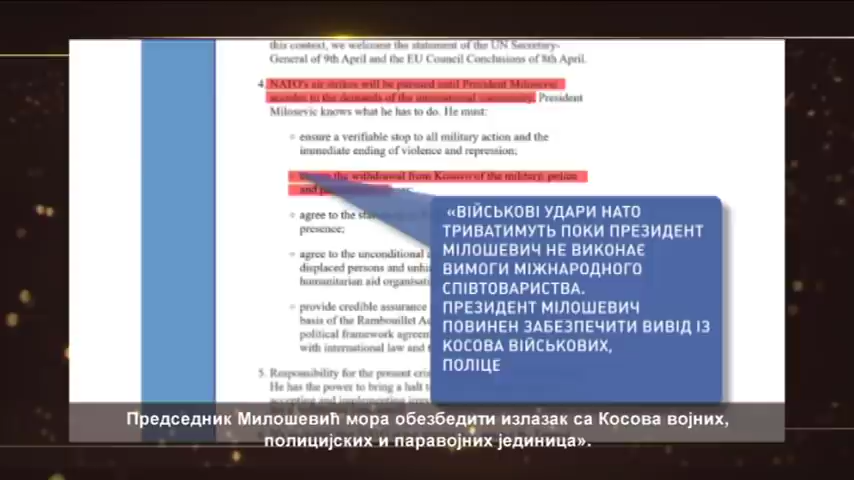 this context, we welcome the statement of the UN Secretary-
General of 9th April and the EU Council Conclusions of 8th April.
4. NATO's air strikes will be pursued until President Milosevic
accedes to the demands of the international community. President
Milosevic knows what he has to do. He must:
ensure a verifiable stop to all military action and the
immediate ending of violence and repression;
the withdrawal from Kosovo of the military, police
and
agree to the
presence;
agree to the unconditional
displaced persons and
humanitarian aid
provide credible assurance
basis of the Rambouillet
political framework
with international law and
5. Responsibility for the present
He has the power to bring a halt
accepting and implementing
«ВІЙСЬКОВІ УДАРИ НАТО
ТРИВАТИМУТЬ ПОКИ ПРЕЗИДЕНТ
МІЛОШЕВИЧ НЕ ВИКОНАЄ
ВИМОГИ МІЖНАРОДНОГО
СПІВТОВАРИСТВА.
ПРЕЗИДЕНТ МІЛОШЕВИЧ
ПОВИНЕН ЗАБЕЗПЕЧИТИ ВИВІД ІЗ
КОСОВА ВІЙСЬКОВИХ,
ПОЛІЦЕ
Председник Милошевић мора обезбедити излазак са Косова војних,
полицијских и паравојних јединица».